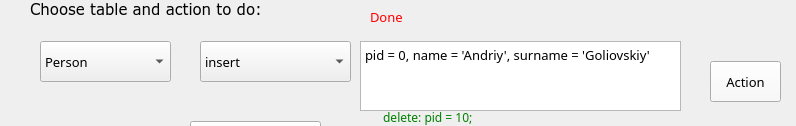 Choose table and action to do:
Done
Person
insert
pid = 0, name = 'Andriy', surname = 'Goliovskiy'
Action
delete: pid = 10;